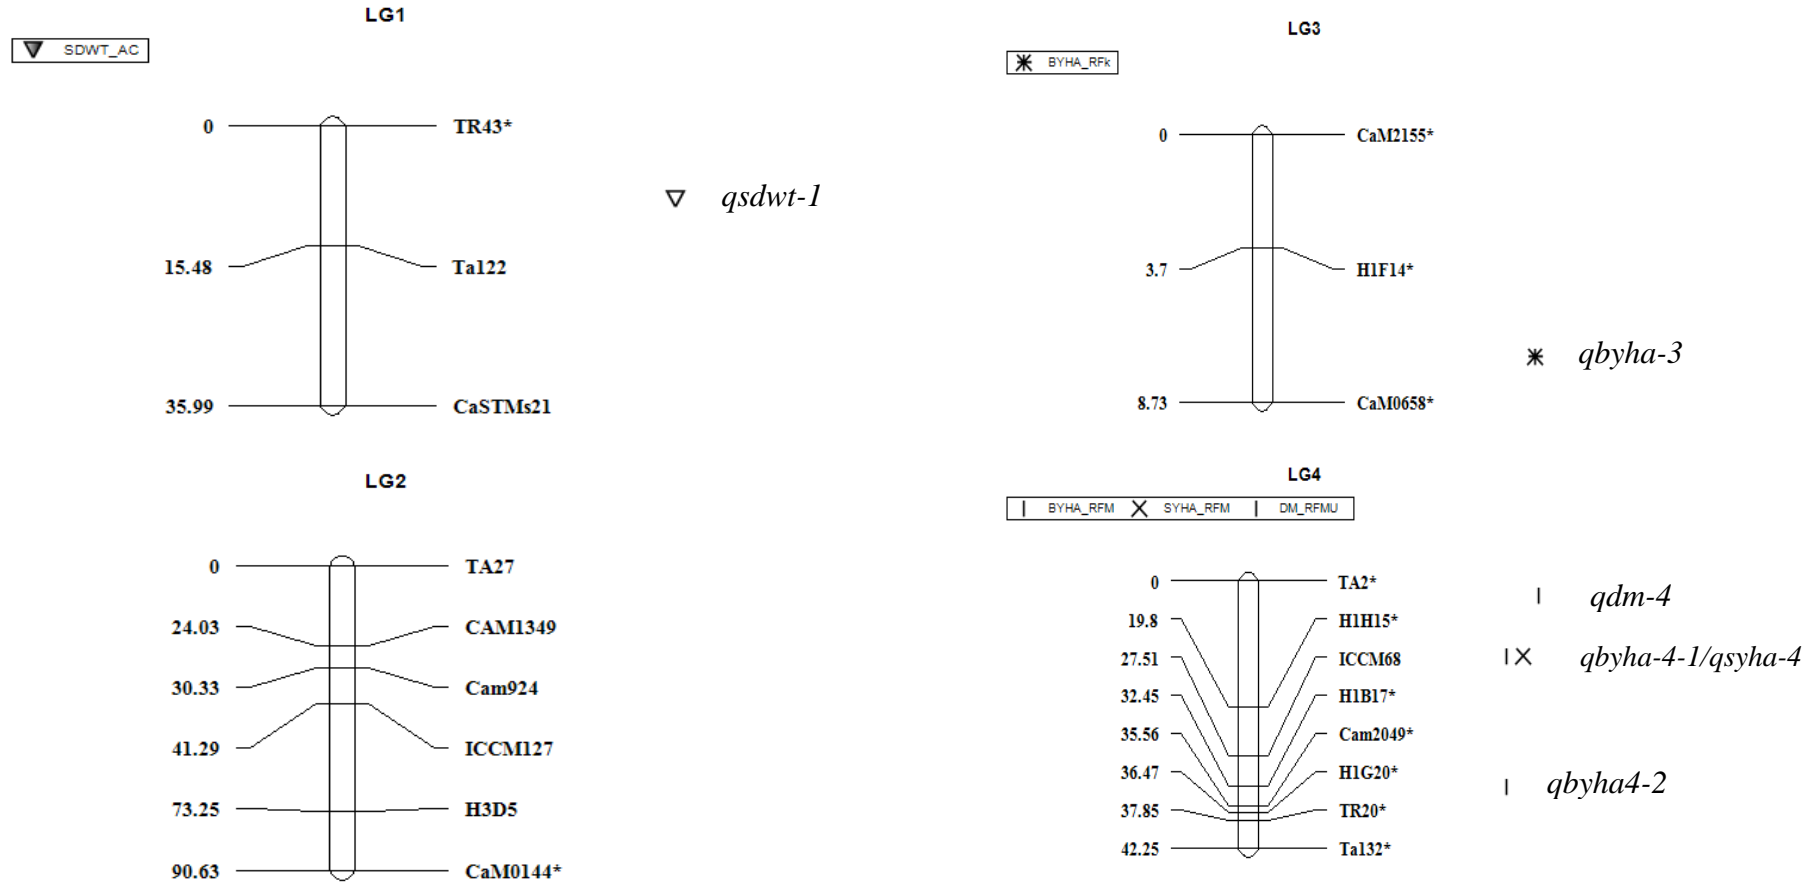 LG1
SDWT_AC
0 TR43*
qsdwt-1
15.48 Ta122
35.99 CaSTMs21
LG2
0 TA27
24.03 CAM1349
30.33 Cam924
41.29 ICCM127
73.25 H3D5
90.63 CaM0144*
LG3
BYHA_RFk
0 CaM2155*
3.7 H1F14*
qbyha-3
8.73 CaM0658*
LG4
BYHA_RFM SYHA_RFM DM_RFMU
0 TA2*
qdm-4
19.8 H1H15*
27.51 ICCM68
qbyha-4-1/qsyha-4
32.45 H1B17*
35.56 Cam2049*
36.47 H1G20*
qbyha4-2
37.85 TR20*
42.25 Ta132*